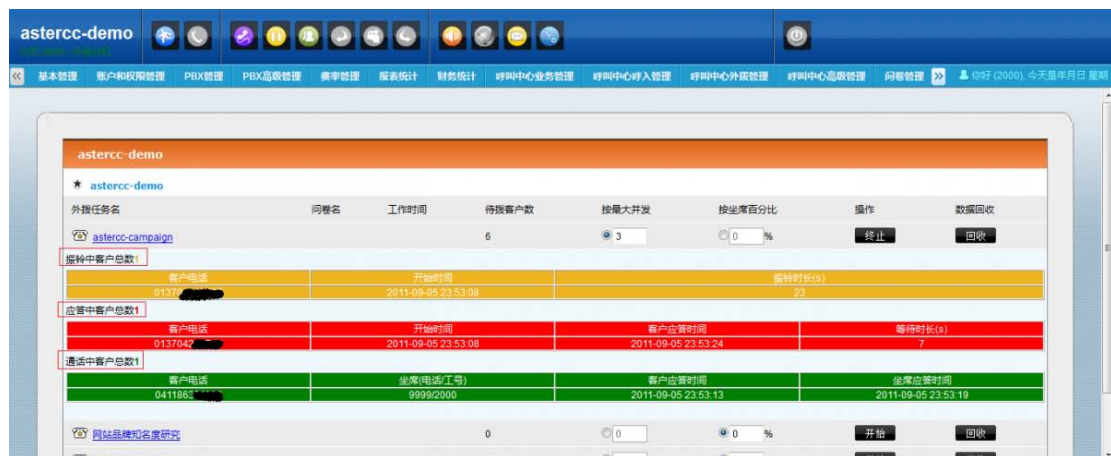 astercc-demo
基本管理 账户和权限管理 PBX管理 PBX高级管理 费率管理 报表统计 财务统计 呼叫中心业务管理 呼叫中心呼入管理 呼叫中心外拨管理 呼叫中心高级管理 问卷管理 你好 (2000), 今天是年月日 星期
astercc-demo
astercc-demo
外拨任务名 问卷名 工作时间 待拨客户数 按最大并发 按坐席百分比 操作 数据回收
astercc-campaign 6 3 0 % 终止 回收
振铃中客户总数1
客户电话 开始时间 振铃时长(s)
01370 2011-09-05 23:53:08 23
应答中客户总数1
客户电话 开始时间 客户应答时间 等待时长(s)
0137042 2011-09-05 23:53:08 2011-09-05 23:53:24 7
通话中客户总数1
客户电话 坐席(电话/工号) 客户应答时间 坐席应答时间
041186 9999/2000 2011-09-05 23:53:13 2011-09-05 23:53:19
网站品牌知名度研究 0 0 0 % 开始 回收